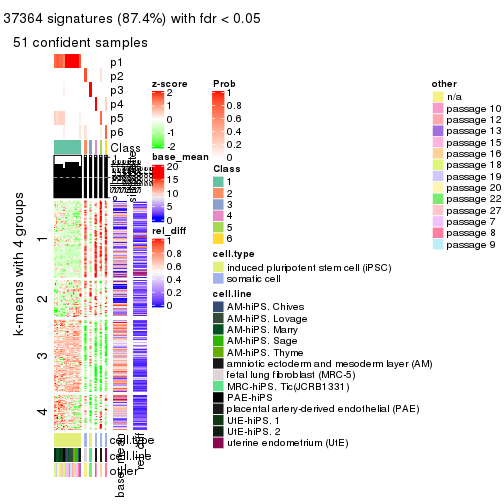 37364 signatures (87.4%) with fdr < 0.05
51 confident samples
p1
p2
p3
p4
p5
p6
Class
k-means with 4 groups
1
2
3
4
cell.type
cell.line
other
base_mean
rel_diff
z-score
2
1
0
-1
-2
base_mean
20
15
10
5
0
rel_diff
1
0.8
0.6
0.4
0.2
0
Prob
1
0.8
0.6
0.4
0.2
0
Class
1
2
3
4
5
6
cell.type
induced pluripotent stem cell (iPSC)
somatic cell
cell.line
AM-hiPS. Chives
AM-hiPS. Lovage
AM-hiPS. Marry
AM-hiPS. Sage
AM-hiPS. Thyme
amniotic ectoderm and mesoderm layer (AM)
fetal lung fibroblast (MRC-5)
MRC-hiPS. Tic(JCRB1331)
PAE-hiPS
placental artery-derived endothelial (PAE)
UtE-hiPS. 1
UtE-hiPS. 2
uterine endometrium (UtE)
other
n/a
passage 10
passage 12
passage 13
passage 15
passage 16
passage 18
passage 19
passage 20
passage 22
passage 27
passage 7
passage 8
passage 9